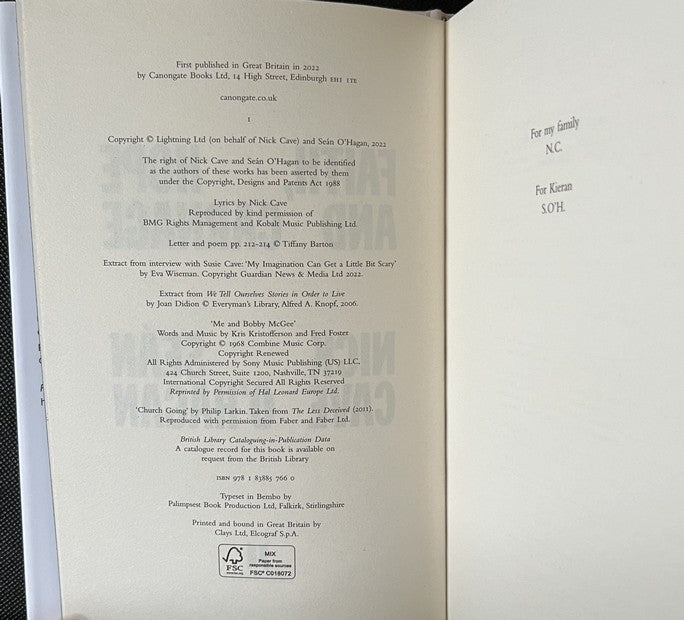 First published in Great Britain in 2022
by Canongate Books Ltd, 14 High Street, Edinburgh EH1 1TE
canongate.co.uk
1
Copyright © Lightning Ltd (on behalf of Nick Cave) and Seán O'Hagan, 2022
The right of Nick Cave and Seán O'Hagan to be identified
as the authors of these works has been asserted by them
under the Copyright, Designs and Patents Act 1988
Lyrics by Nick Cave
Reproduced by kind permission of
BMG Rights Management and Kobalt Music Publishing Ltd.
Letter and poem pp. 212–214 © Tiffany Barton
Extract from interview with Susie Cave: 'My Imagination Can Get a Little Bit Scary'
by Eva Wiseman. Copyright Guardian News & Media Ltd 2022.
Extract from We Tell Ourselves Stories in Order to Live
by Joan Didion © Everyman's Library, Alfred A. Knopf, 2006.
'Me and Bobby McGee'
Words and Music by Kris Kristofferson and Fred Foster
Copyright © 1968 Combine Music Corp.
Copyright Renewed
All Rights Administered by Sony Music Publishing (US) LLC,
424 Church Street, Suite 1200, Nashville, TN 37219
International Copyright Secured All Rights Reserved
Reprinted by Permission of Hal Leonard Europe Ltd.
'Church Going' by Philip Larkin. Taken from The Less Deceived (2011).
Reproduced with permission from Faber and Faber Ltd.
British Library Cataloguing-in-Publication Data
A catalogue record for this book is available on
request from the British Library
ISBN 978 1 83885 766 0
Typeset in Bembo by
Palimpsest Book Production Ltd, Falkirk, Stirlingshire
Printed and bound in Great Britain by
Clays Ltd, Elcograf S.p.A.
FSC
www.fsc.org
MIX
Paper from
responsible sources
FSC® C018072
For my family
N.C.
For Kieran
S.O'H.